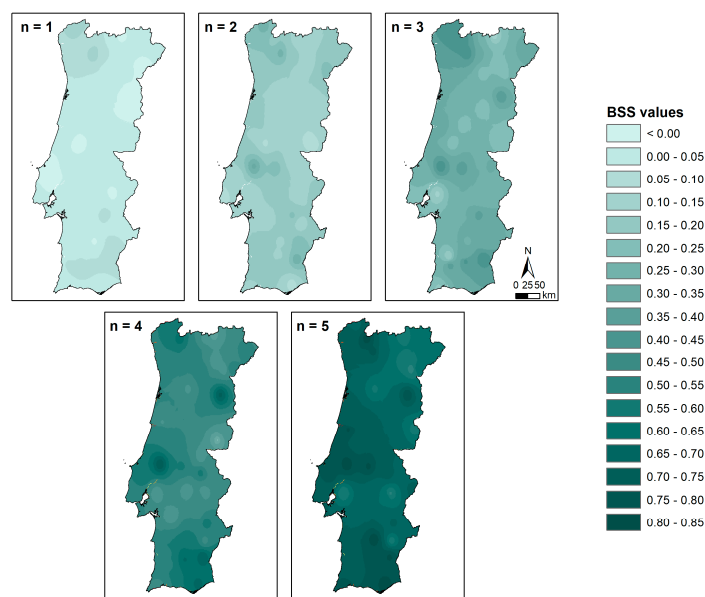 n = 1
n = 2
n = 3
N
0 25 50
km
n = 4
n = 5
BSS values
< 0.00
0.00 - 0.05
0.05 - 0.10
0.10 - 0.15
0.15 - 0.20
0.20 - 0.25
0.25 - 0.30
0.30 - 0.35
0.35 - 0.40
0.40 - 0.45
0.45 - 0.50
0.50 - 0.55
0.55 - 0.60
0.60 - 0.65
0.65 - 0.70
0.70 - 0.75
0.75 - 0.80
0.80 - 0.85